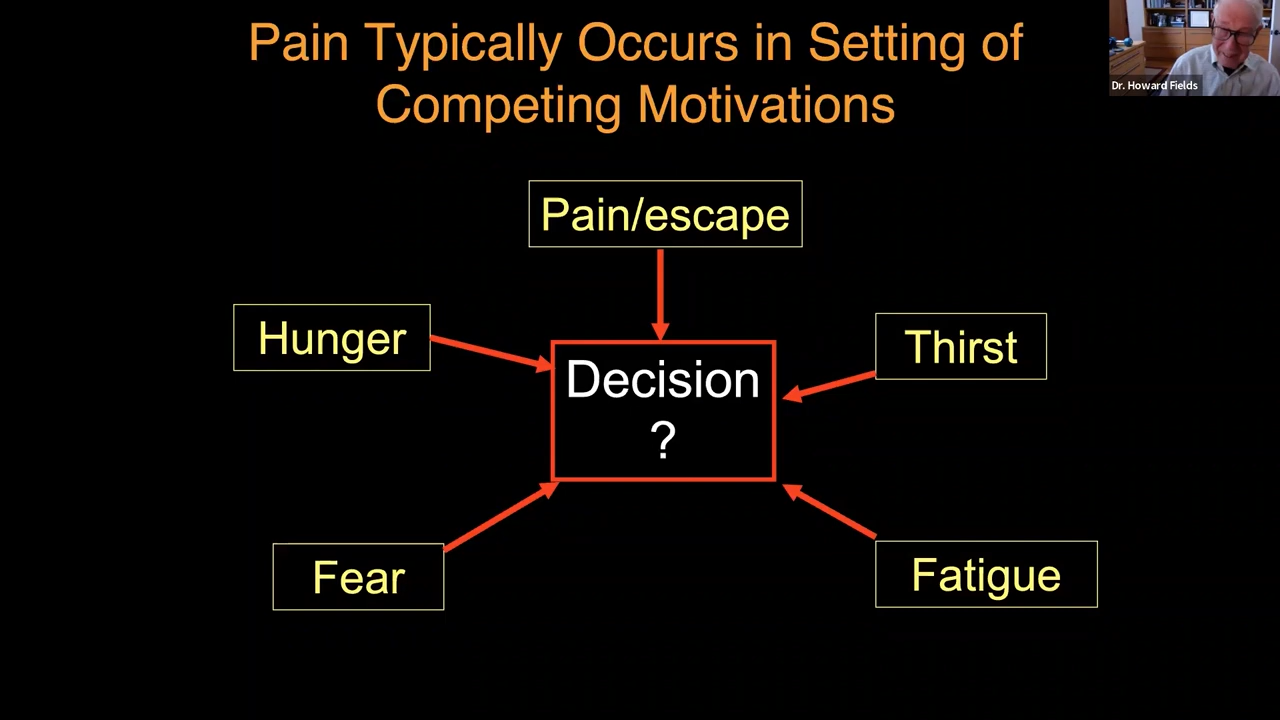 Pain Typically Occurs in Setting of
Competing Motivations
Dr. Howard Fields
Pain/escape
Hunger
Thirst
Decision
?
Fear
Fatigue